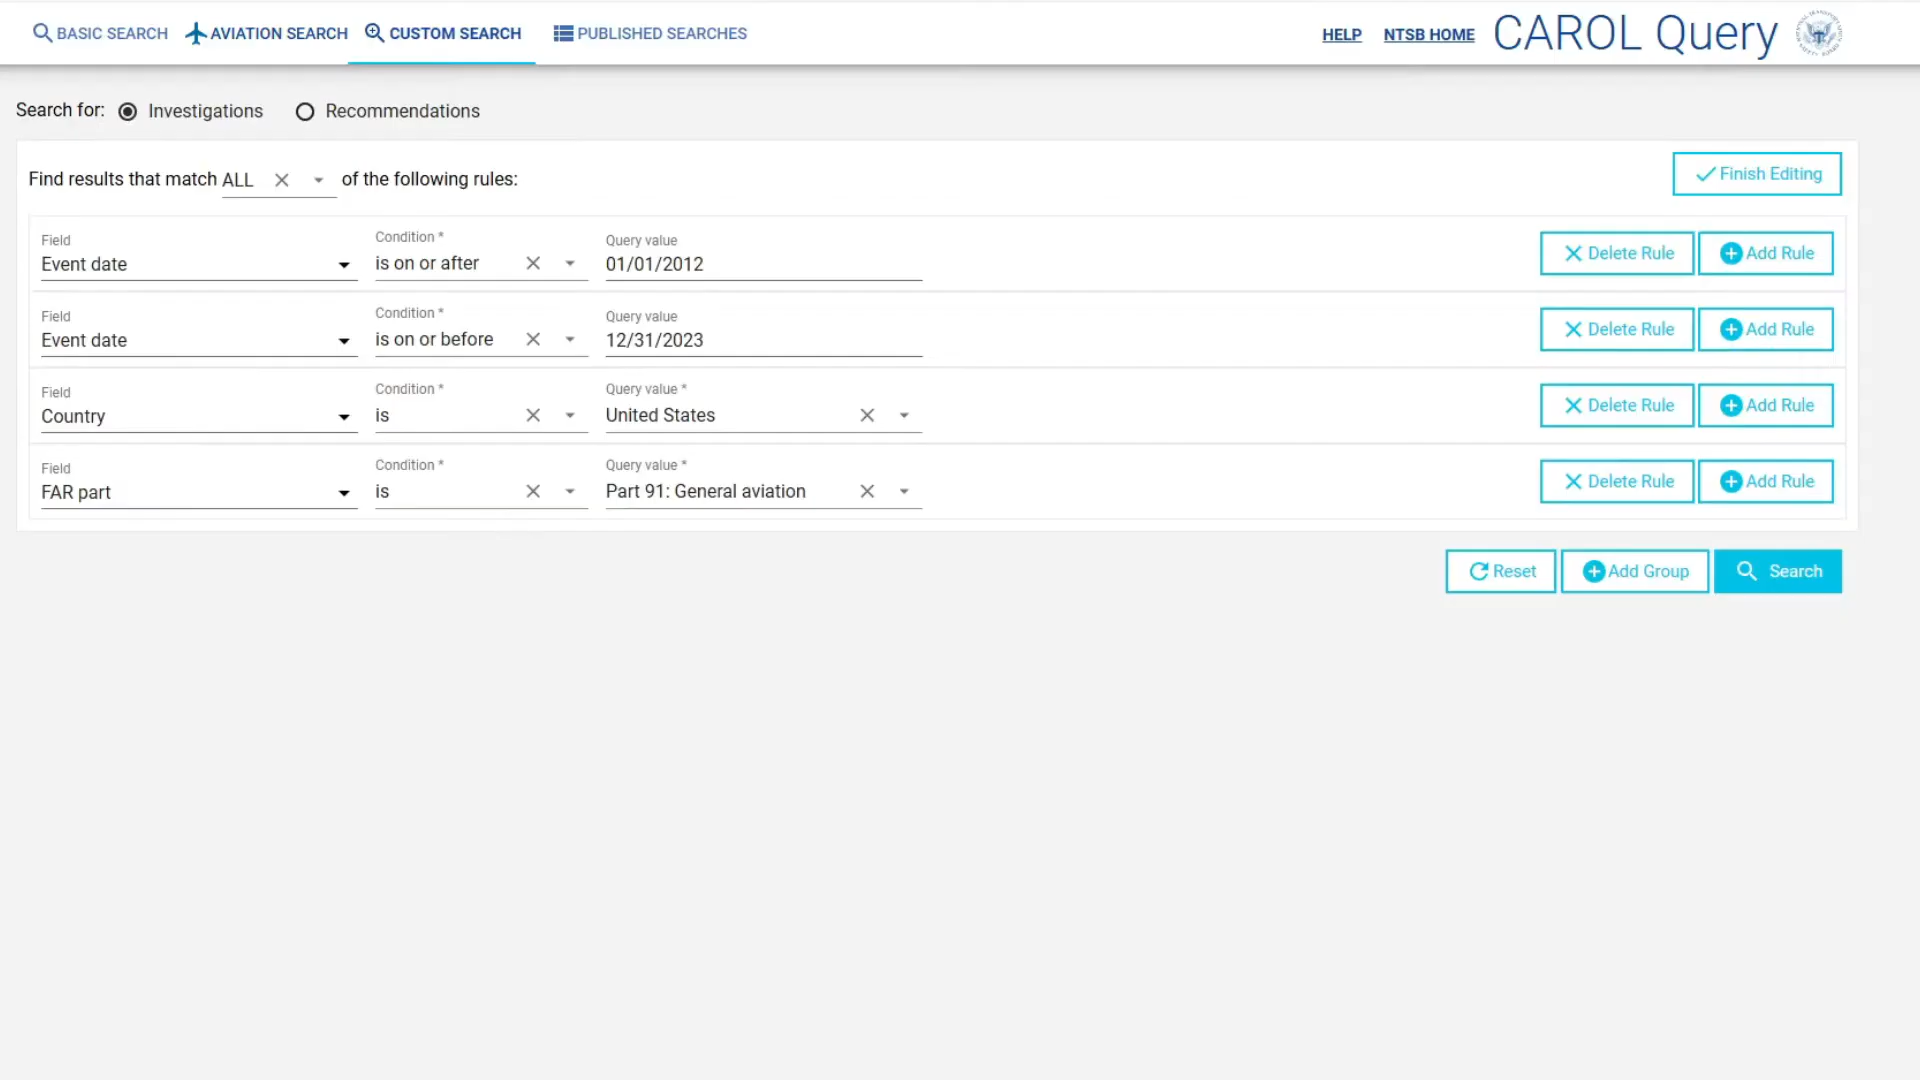 BASIC SEARCH AVIATION SEARCH CUSTOM SEARCH PUBLISHED SEARCHES HELP NTSB HOME CAROL Query
Search for: Investigations Recommendations
Find results that match ALL of the following rules: Finish Editing
Field Condition * Query value
Event date is on or after 01/01/2012 Delete Rule Add Rule
Field Condition * Query value
Event date is on or before 12/31/2023 Delete Rule Add Rule
Field Condition * Query value *
Country is United States Delete Rule Add Rule
Field Condition * Query value *
FAR part is Part 91: General aviation Delete Rule Add Rule
Reset Add Group Search